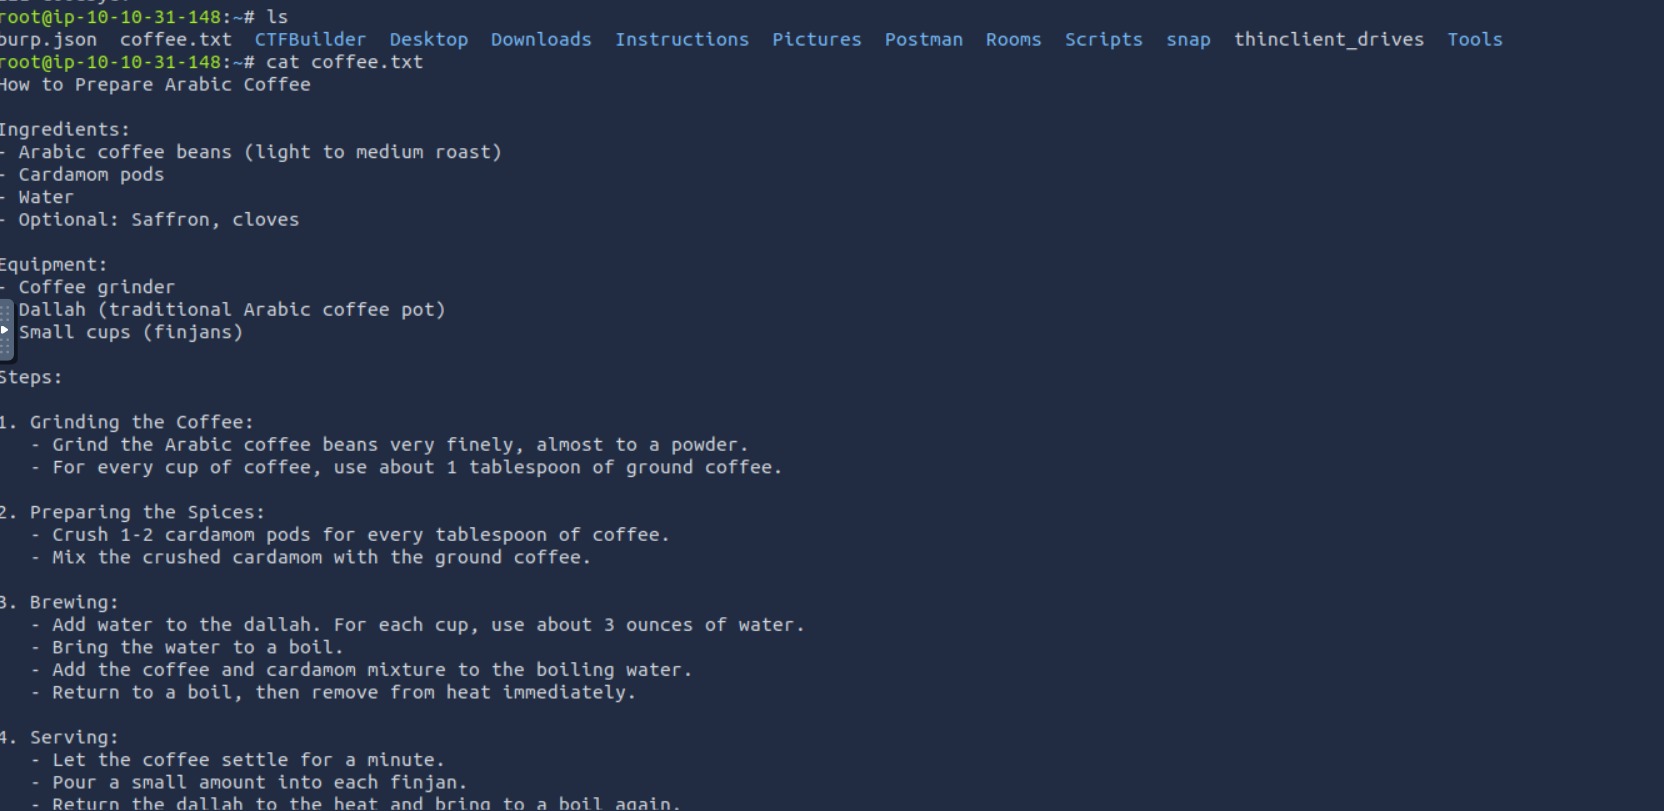 root@ip-10-10-31-148:~# ls
burp.json  coffee.txt  CTFBuilder  Desktop  Downloads  Instructions  Pictures  Postman  Rooms  Scripts  snap  thinclient_drives  Tools
root@ip-10-10-31-148:~# cat coffee.txt
How to Prepare Arabic Coffee
Ingredients:
- Arabic coffee beans (light to medium roast)
- Cardamom pods
- Water
- Optional: Saffron, cloves
Equipment:
- Coffee grinder
Dallah (traditional Arabic coffee pot)
Small cups (finjans)
Steps:
1. Grinding the Coffee:
- Grind the Arabic coffee beans very finely, almost to a powder.
- For every cup of coffee, use about 1 tablespoon of ground coffee.
2. Preparing the Spices:
- Crush 1-2 cardamom pods for every tablespoon of coffee.
- Mix the crushed cardamom with the ground coffee.
3. Brewing:
- Add water to the dallah. For each cup, use about 3 ounces of water.
- Bring the water to a boil.
- Add the coffee and cardamom mixture to the boiling water.
- Return to a boil, then remove from heat immediately.
4. Serving:
- Let the coffee settle for a minute.
- Pour a small amount into each finjan.
- Return the dallah to the heat and bring to a boil again.